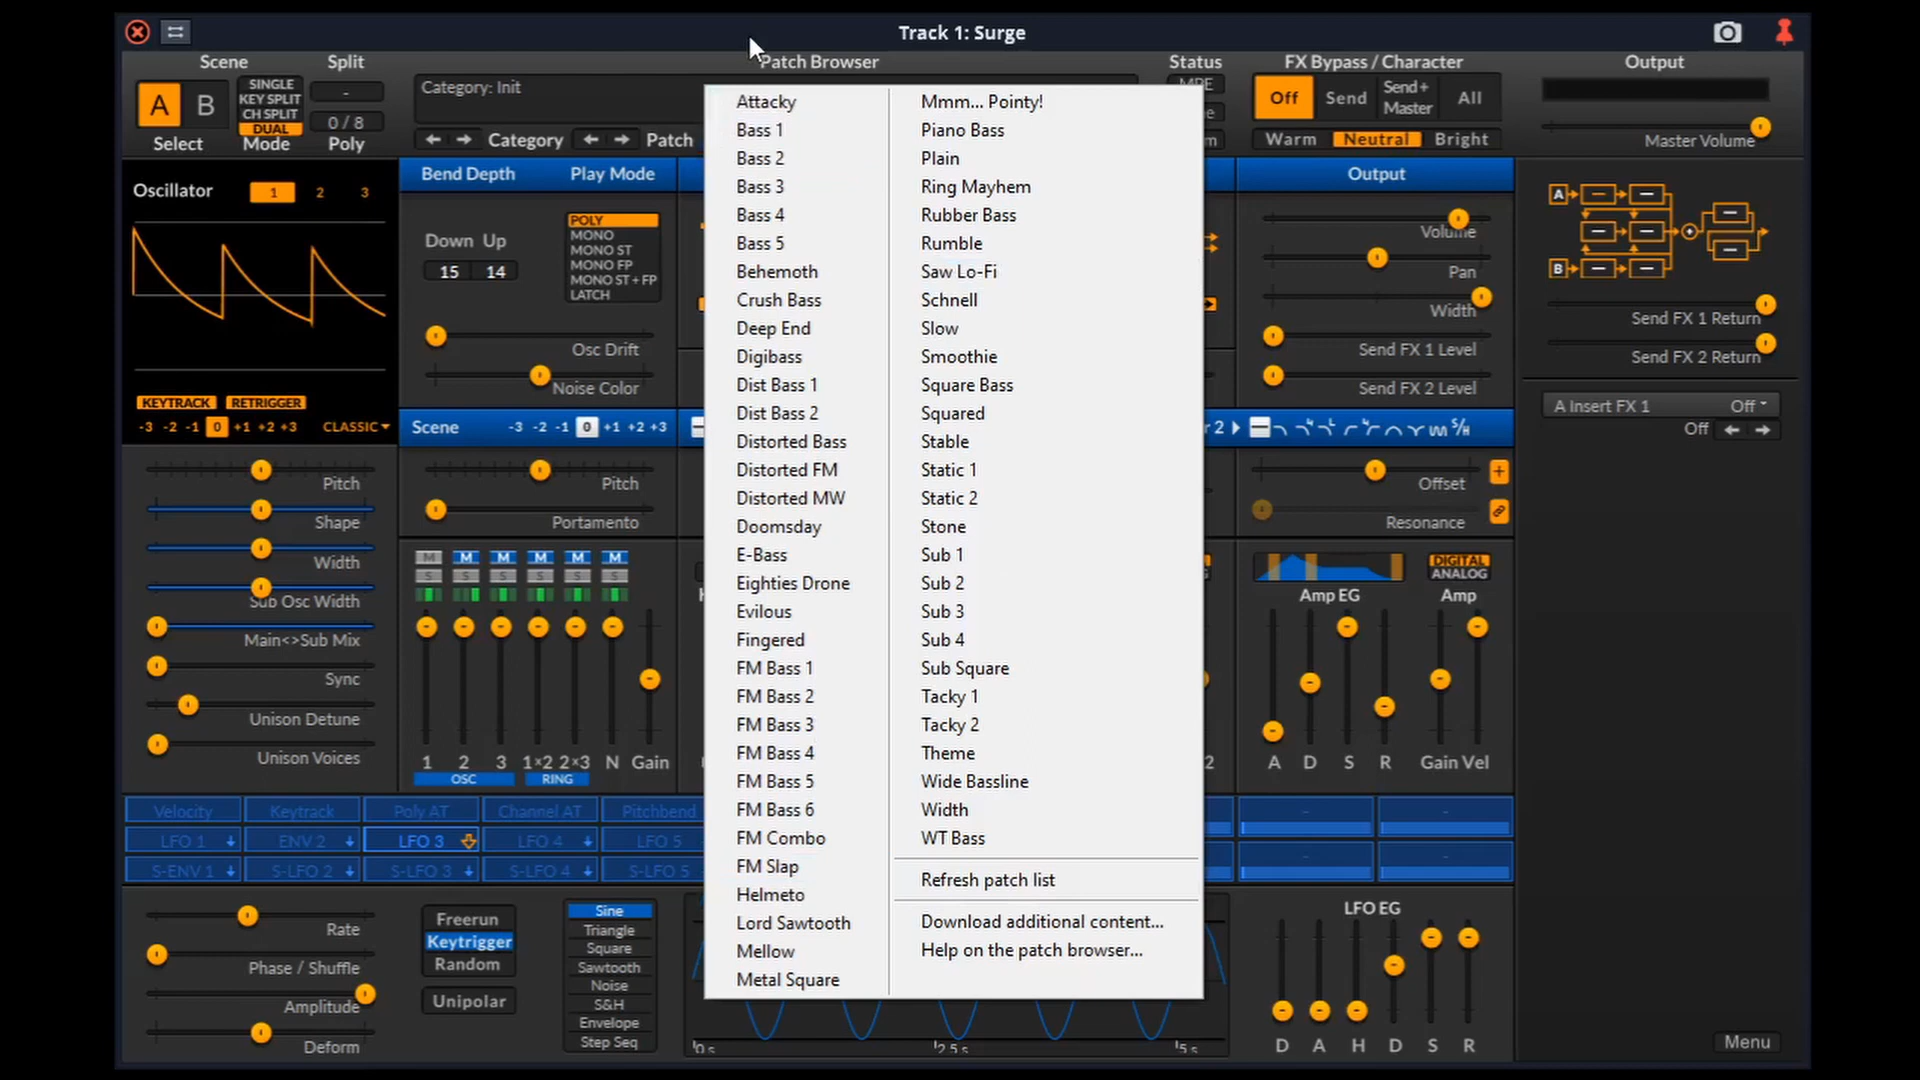 Track 1: Surge
Scene
Split
Patch Browser
Status
FX Bypass / Character
Output
A
B
SINGLE
KEY SPLIT
CH SPLIT
DUAL
-
0 / 8
Select
Mode
Poly
Category: Init
Category
Patch
MPE
Off
Send
Send+
Master
All
Warm
Neutral
Bright
Master Volume
Oscillator
1
2
3
KEYTRACK
RETRIGGER
-3 -2 -1 0 +1 +2 +3
CLASSIC
Bend Depth
Play Mode
Down Up
15 14
POLY
MONO
MONO ST
MONO FP
MONO ST+FP
LATCH
Osc Drift
Noise Color
Scene
-3 -2 -1 0 +1 +2 +3
Pitch
Shape
Width
Sub Osc Width
Main<>Sub Mix
Sync
Unison Detune
Unison Voices
Pitch
Portamento
M M M M M M
S S S S S S
1 2 3 1×2 2×3 N Gain
OSC
RING
Attacky
Bass 1
Bass 2
Bass 3
Bass 4
Bass 5
Behemoth
Crush Bass
Deep End
Digibass
Dist Bass 1
Dist Bass 2
Distorted Bass
Distorted FM
Distorted MW
Doomsday
E-Bass
Eighties Drone
Evilous
Fingered
FM Bass 1
FM Bass 2
FM Bass 3
FM Bass 4
FM Bass 5
FM Bass 6
FM Combo
FM Slap
Helmeto
Lord Sawtooth
Mellow
Metal Square
Mmm... Pointy!
Piano Bass
Plain
Ring Mayhem
Rubber Bass
Rumble
Saw Lo-Fi
Schnell
Slow
Smoothie
Square Bass
Squared
Stable
Static 1
Static 2
Stone
Sub 1
Sub 2
Sub 3
Sub 4
Sub Square
Tacky 1
Tacky 2
Theme
Wide Bassline
Width
WT Bass
Refresh patch list
Download additional content...
Help on the patch browser...
Output
Volume
Pan
Width
Send FX 1 Level
Send FX 2 Level
A
B
Send FX 1 Return
Send FX 2 Return
A Insert FX 1
Off
Off
2
S/H
Offset
Resonance
DIGITAL
ANALOG
Amp EG
Amp
A D S R
Gain Vel
2
Velocity
Keytrack
Poly AT
Channel AT
Pitchbend
-
-
LFO 1
ENV 2
LFO 3
LFO 4
LFO 5
S-ENV 1
S-LFO 2
S-LFO 3
S-LFO 4
S-LFO 5
-
-
Rate
Phase / Shuffle
Amplitude
Deform
Freerun
Keytrigger
Random
Unipolar
Sine
Triangle
Square
Sawtooth
Noise
S&H
Envelope
Step Seq
0 s
2.5 s
5 s
LFO EG
D A H D S R
Menu